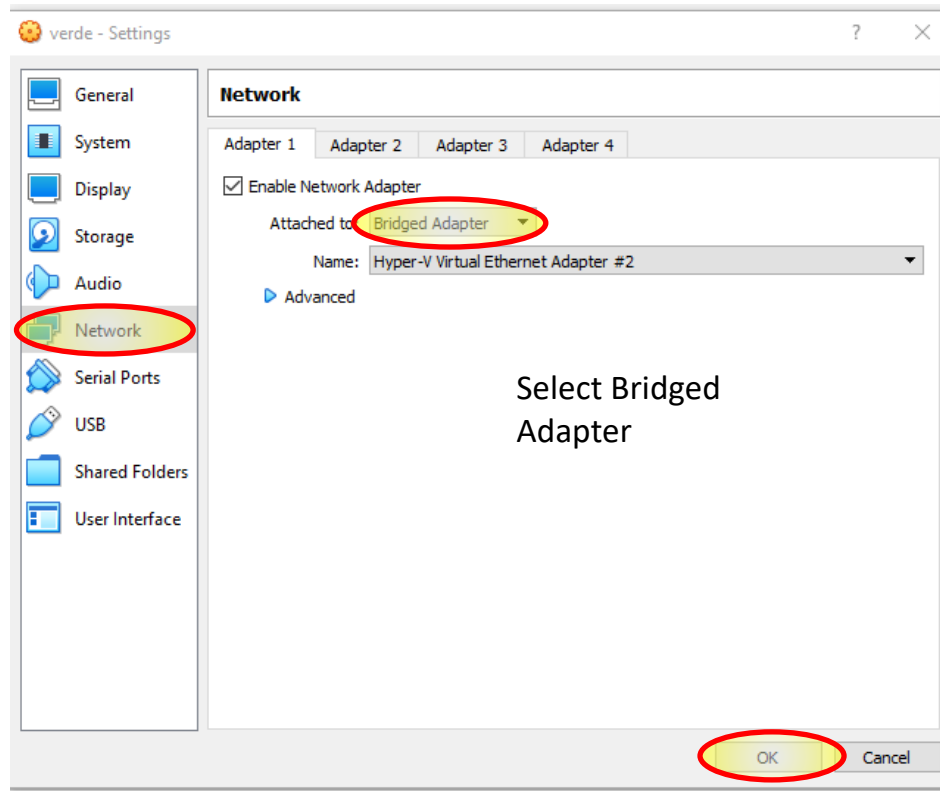 verde - Settings
?
General
System
Display
Storage
Audio
Network
Serial Ports
USB
Shared Folders
User Interface
Network
Adapter 1 Adapter 2 Adapter 3 Adapter 4
Enable Network Adapter
Attached to Bridged Adapter
Name: Hyper-V Virtual Ethernet Adapter #2
Advanced
Select Bridged
Adapter
OK Cancel